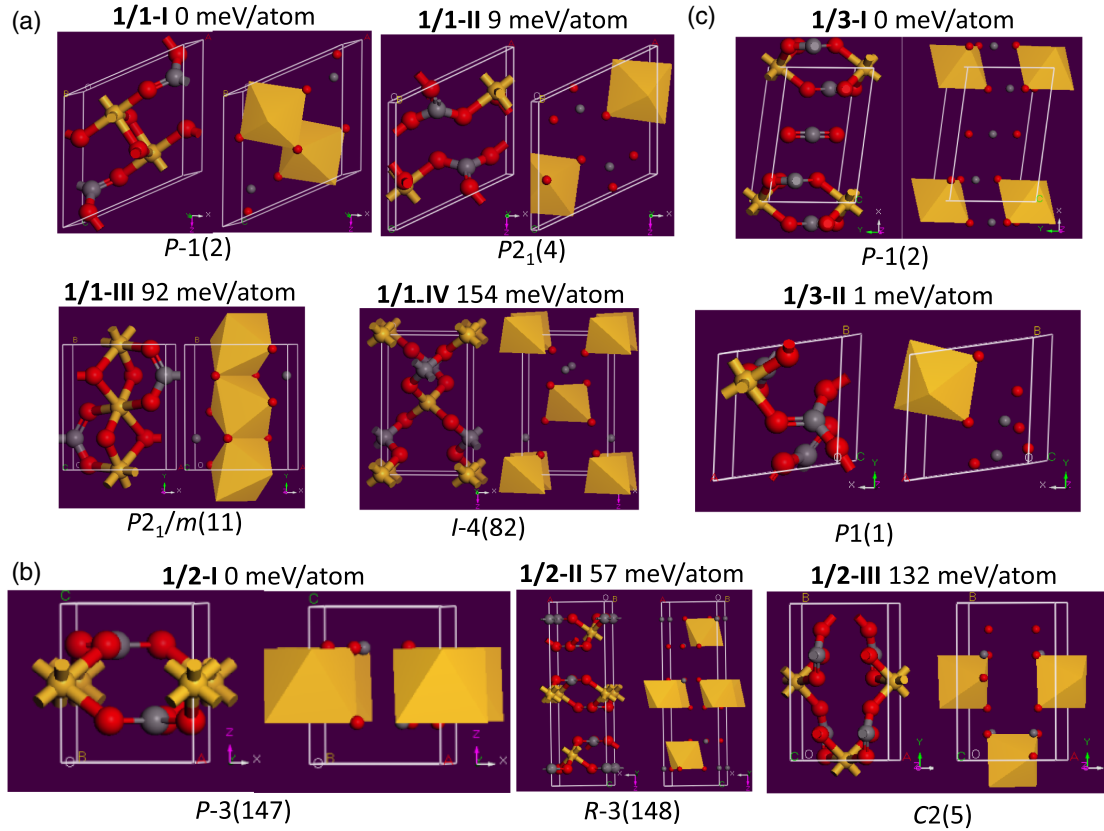 (a)
1/1-I 0 meV/atom
1/1-II 9 meV/atom
P-1(2)
P2₁(4)
1/1-III 92 meV/atom
1/1-IV 154 meV/atom
P2₁/m(11)
I-4(82)
(c)
1/3-I 0 meV/atom
P-1(2)
1/3-II 1 meV/atom
P1(1)
(b)
1/2-I 0 meV/atom
1/2-II 57 meV/atom
1/2-III 132 meV/atom
P-3(147)
R-3(148)
C2(5)